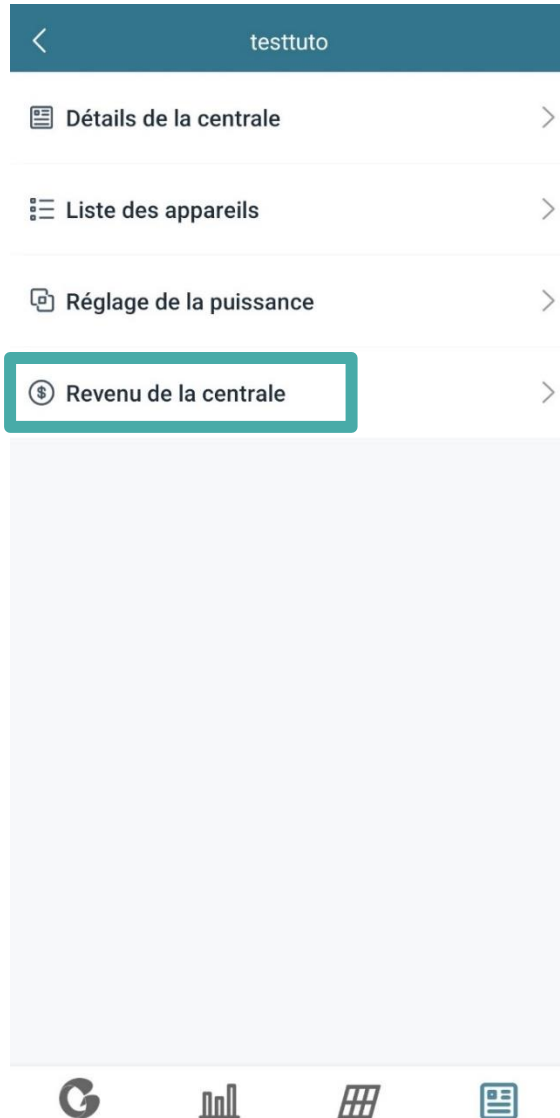 testtuto
Détails de la centrale
Liste des appareils
Réglage de la puissance
Revenu de la centrale